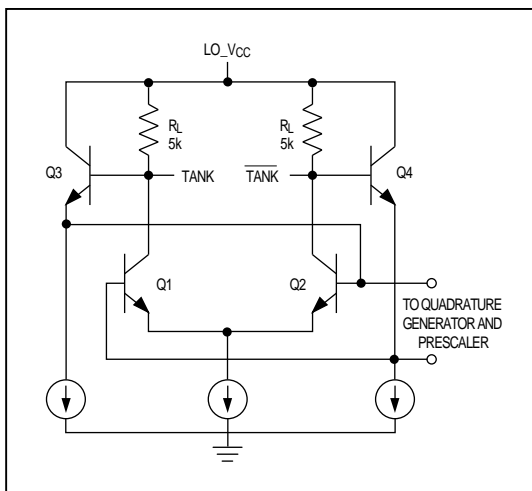 LO_VCC
RL
5k
RL
5k
Q3
TANK
TANK
Q4
Q1
Q2
TO QUADRATURE
GENERATOR AND
PRESCALER